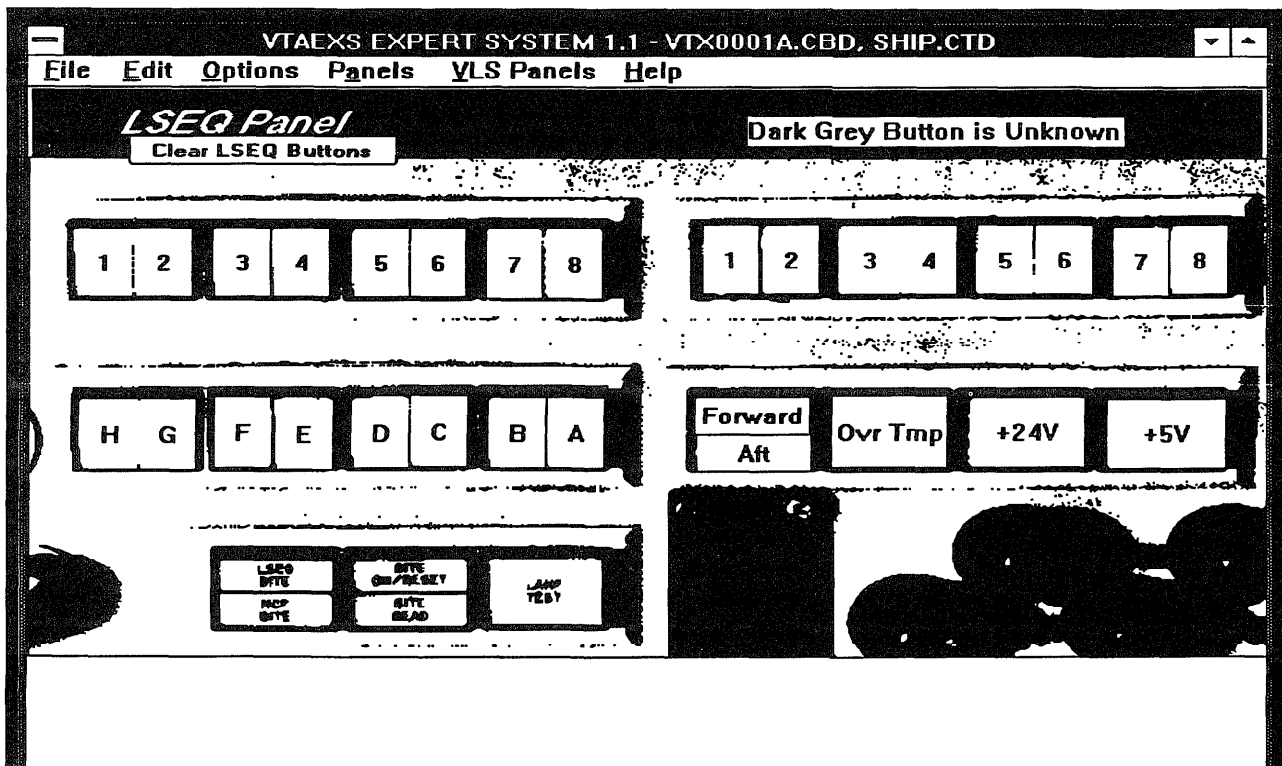 VTAEXS EXPERT SYSTEM 1.1 - VTX0001A.CBD, SHIP.CTD
File Edit Options Panels VLS Panels Help
LSEQ Panel
Clear LSEQ Buttons
Dark Grey Button is Unknown
1 2 3 4 5 6 7 8
1 2 3 4 5 6 7 8
H G F E D C B A
Forward
Aft
Ovr Tmp
+24V
+5V
LSEQ
BITE
BITE
BITE
BITE
READ
LAMP